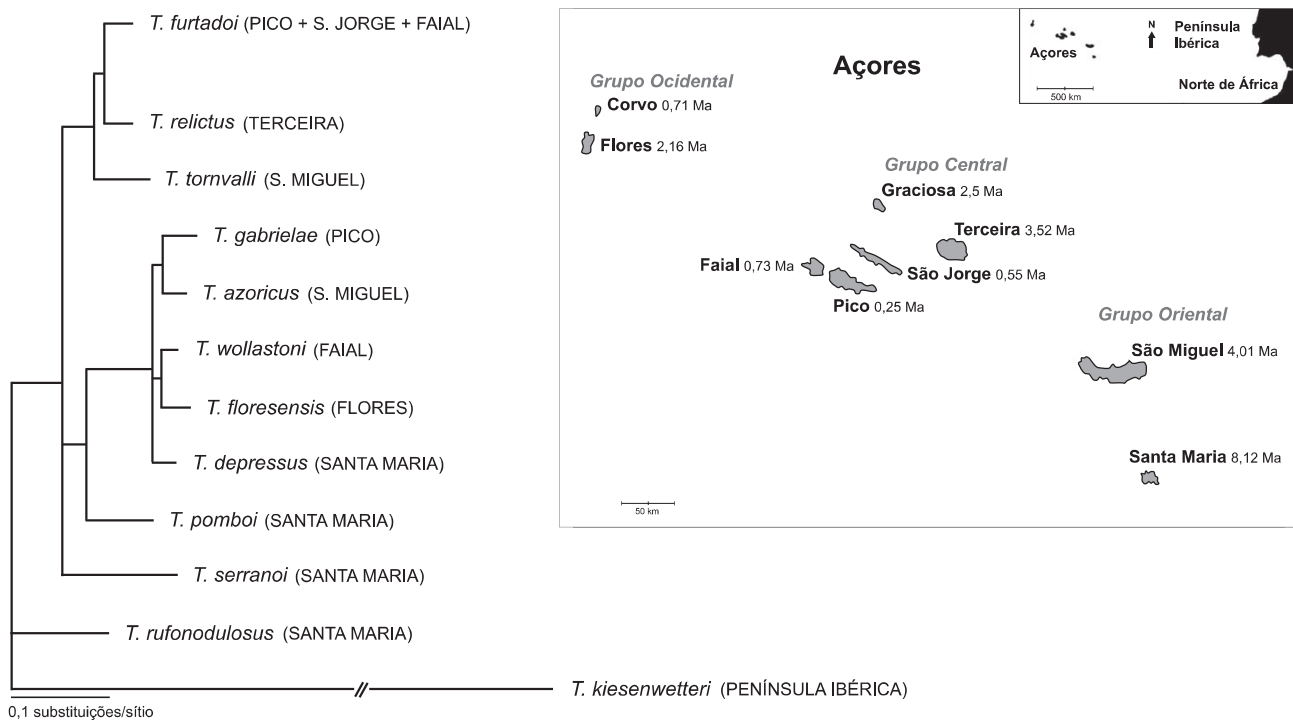 T. furtadoi (PICO + S. JORGE + FAIAL)
T. relictus (TERCEIRA)
T. tornvalli (S. MIGUEL)
T. gabrielae (PICO)
T. azoricus (S. MIGUEL)
T. wollastoni (FAIAL)
T. floresensis (FLORES)
T. depressus (SANTA MARIA)
T. pomboi (SANTA MARIA)
T. serranoi (SANTA MARIA)
T. rufonodulosus (SANTA MARIA)
T. kiesenwetteri (PENÍNSULA IBÉRICA)
0,1 substituições/sítio
Açores
Grupo Ocidental
Corvo 0,71 Ma
Flores 2,16 Ma
Grupo Central
Graciosa 2,5 Ma
Terceira 3,52 Ma
Faial 0,73 Ma
São Jorge 0,55 Ma
Pico 0,25 Ma
Grupo Oriental
São Miguel 4,01 Ma
Santa Maria 8,12 Ma
50 km
N
Península
Ibérica
Açores
Norte de África
500 km